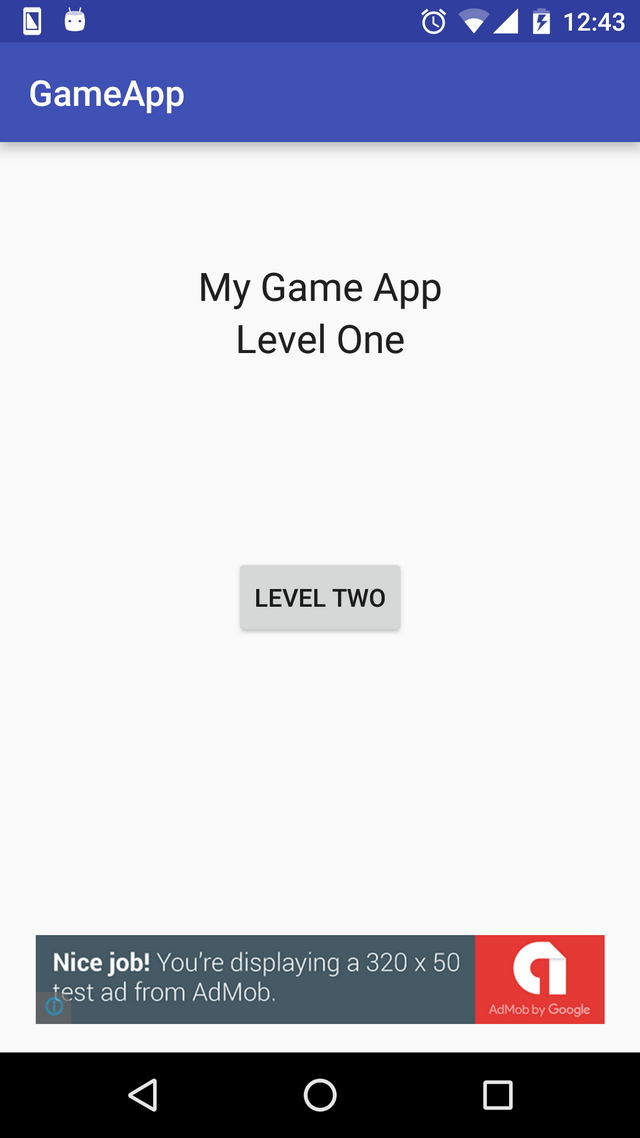 12:43
GameApp
My Game App
Level One
LEVEL TWO
Nice job! You're displaying a 320 x 50
test ad from AdMob.
AdMob by Google